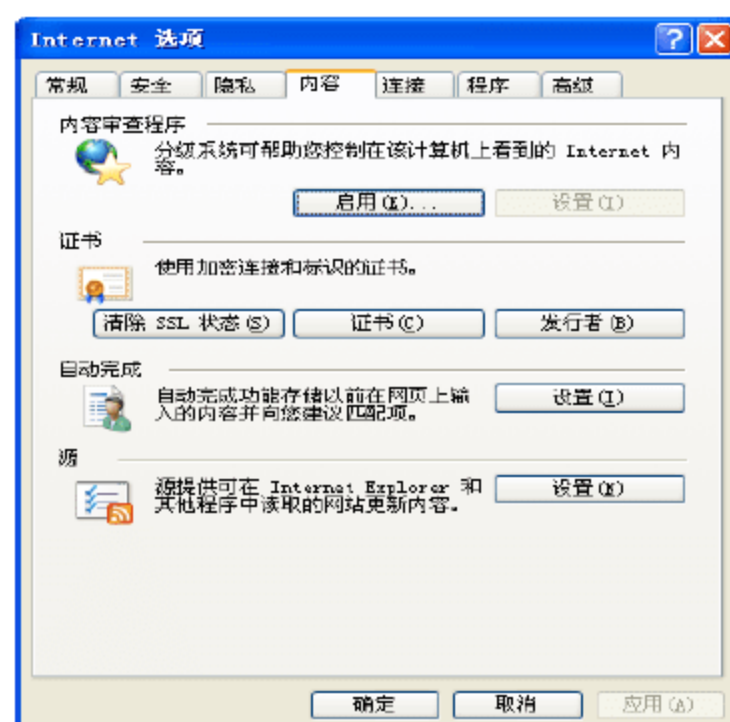 Internet 选项
常规 安全 隐私 内容 连接 程序 高级
内容审查程序
分级系统可帮助您控制在该计算机上看到的 Internet 内
容。
启用(E)... 设置(T)
证书
使用加密连接和标识的证书。
清除 SSL 状态(S) 证书(C) 发行者(B)
自动完成
自动完成功能存储以前在网页上输
入的内容并向您建议匹配项。
设置(I)
源
源提供可在 Internet Explorer 和
其他程序中读取的网站更新内容。
设置(N)
确定 取消 应用(A)